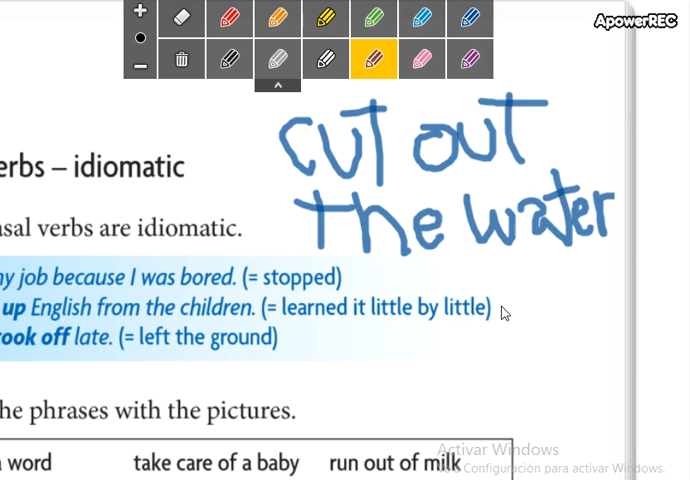 ApowerREC
cut out
the water
erbs – idiomatic
asal verbs are idiomatic.
ny job because I was bored. (= stopped)
up English from the children. (= learned it little by little)
ook off late. (= left the ground)
he phrases with the pictures.
word take care of a baby run out of milk
Activar Windows
Configuración para activar Windows.